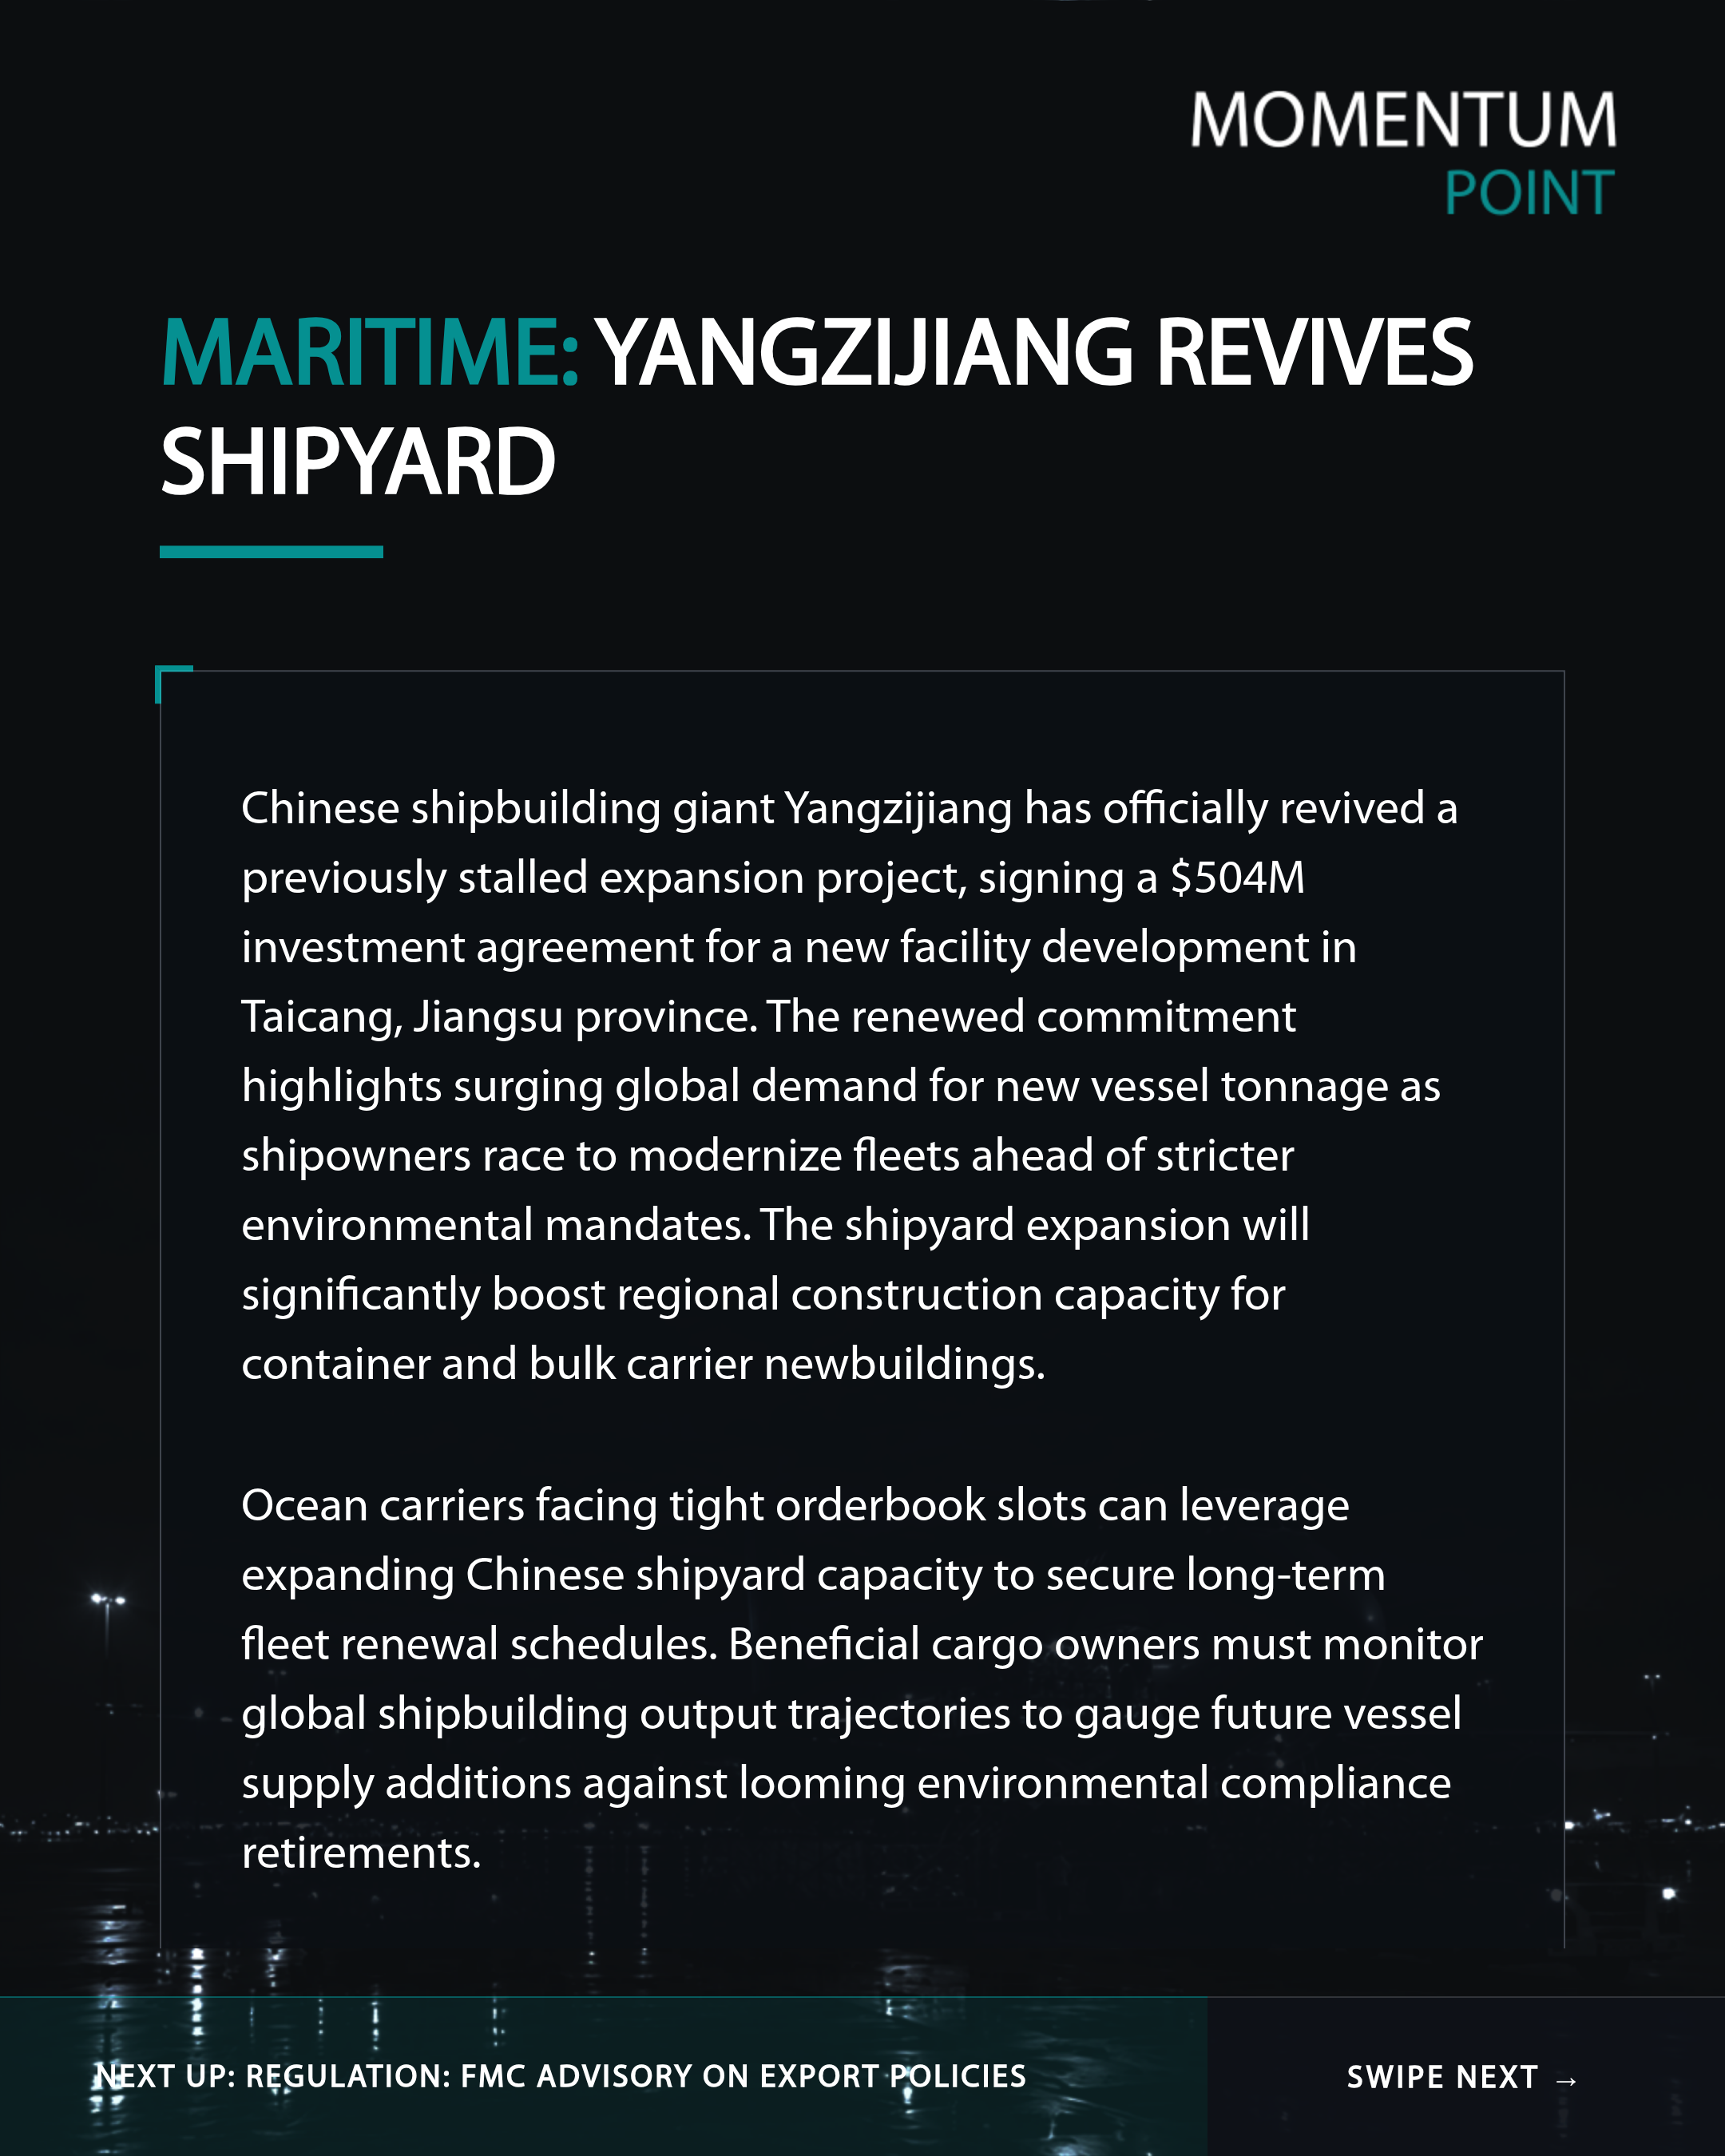 MOMENTUM
POINT
MARITIME: YANGZIJIANG REVIVES
SHIPYARD
Chinese shipbuilding giant Yangzijiang has officially revived a
previously stalled expansion project, signing a $504M
investment agreement for a new facility development in
Taicang, Jiangsu province. The renewed commitment
highlights surging global demand for new vessel tonnage as
shipowners race to modernize fleets ahead of stricter
environmental mandates. The shipyard expansion will
significantly boost regional construction capacity for
container and bulk carrier newbuildings.
Ocean carriers facing tight orderbook slots can leverage
expanding Chinese shipyard capacity to secure long-term
fleet renewal schedules. Beneficial cargo owners must monitor
global shipbuilding output trajectories to gauge future vessel
supply additions against looming environmental compliance
retirements.
NEXT UP: REGULATION: FMC ADVISORY ON EXPORT POLICIES
SWIPE NEXT →